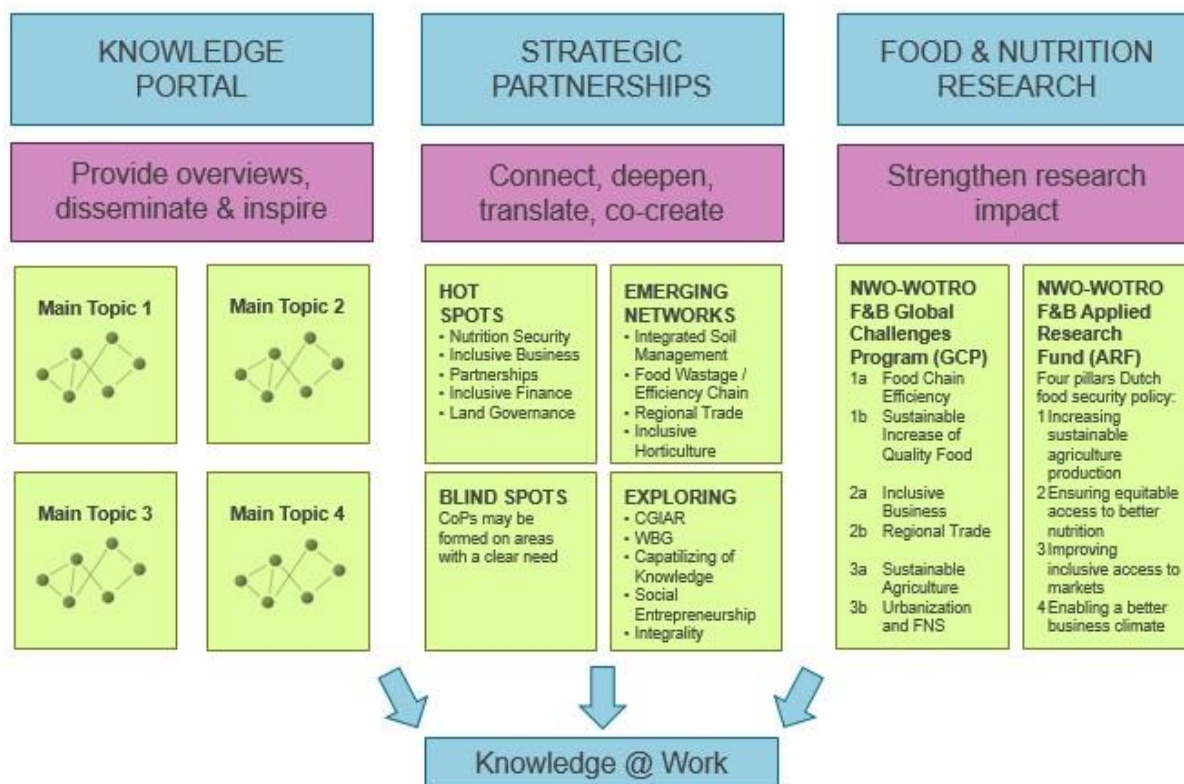 KNOWLEDGE
PORTAL
Provide overviews,
disseminate & inspire
Main Topic 1
Main Topic 2
Main Topic 3
Main Topic 4
STRATEGIC
PARTNERSHIPS
Connect, deepen,
translate, co-create
HOT
SPOTS
• Nutrition Security
• Inclusive Business
• Partnerships
• Inclusive Finance
• Land Governance
EMERGING
NETWORKS
• Integrated Soil
Management
• Food Wastage /
Efficiency Chain
• Regional Trade
• Inclusive
Horticulture
BLIND SPOTS
CoPs may be
formed on areas
with a clear need
EXPLORING
• CGIAR
• WBG
• Capatilizing of
Knowledge
• Social
Entrepreneurship
• Integrality
FOOD & NUTRITION
RESEARCH
Strengthen research
impact
NWO-WOTRO
F&B Global
Challenges
Program (GCP)
1a Food Chain
Efficiency
1b Sustainable
Increase of
Quality Food
2a Inclusive
Business
2b Regional Trade
3a Sustainable
Agriculture
3b Urbanization
and FNS
NWO-WOTRO
F&B Applied
Research
Fund (ARF)
Four pillars Dutch
food security policy:
1 Increasing
sustainable
agriculture
production
2 Ensuring equitable
access to better
nutrition
3 Improving
inclusive access to
markets
4 Enabling a better
business climate
Knowledge @ Work